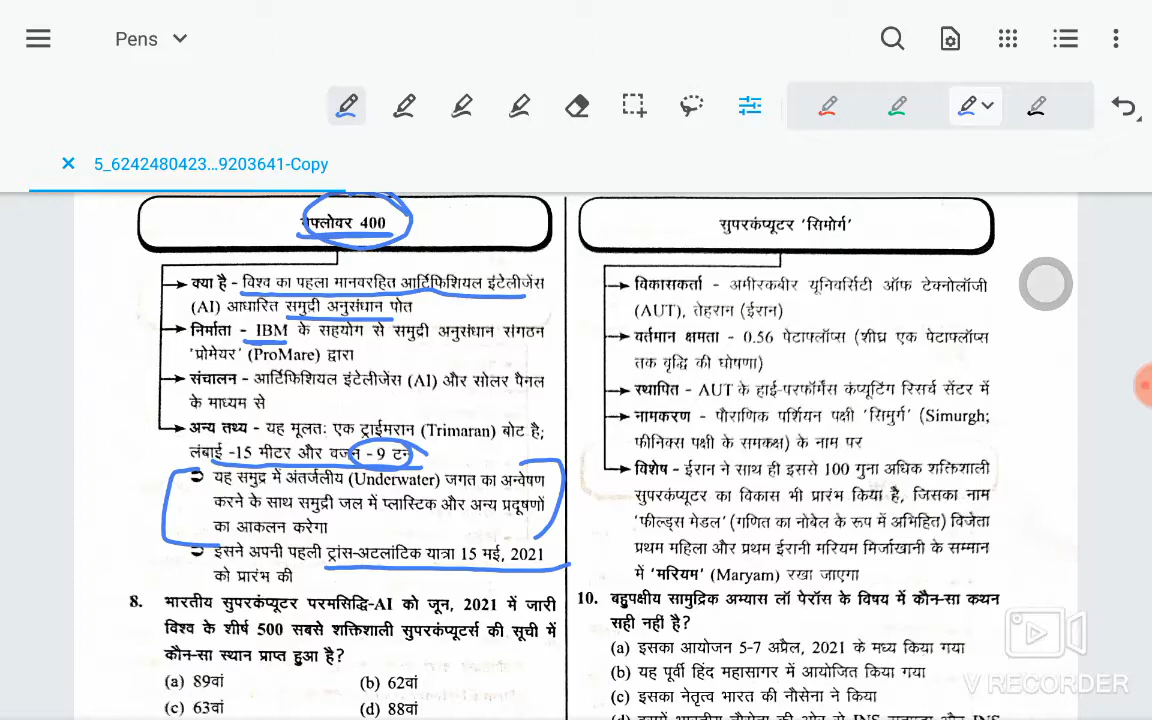 Pens
5_6242480423...9203641-Copy
400
क्या है - विश्व का पहला मानवरहित आर्टिफिशियल इंटेलीजेंस
(AI) आधारित समुद्री अनुसंधान पोत
निर्माता - IBM के सहयोग से समुद्री अनुसंधान संगठन
'प्रोमेयर' (ProMare) द्वारा
संचालन - आर्टिफिशियल इंटेलीजेंस (AI) और सोलर पैनल
के माध्यम से
अन्य तथ्य - यह मूलतः एक ट्राईमरान (Trimaran) बोट है;
लंबाई -15 मीटर और वजन - 9 टन
यह समुद्र में अंतर्जलीय (Underwater) जगत का अन्वेषण
करने के साथ समुद्री जल में प्लास्टिक और अन्य प्रदूषणों
का आकलन करेगा
इसने अपनी पहली ट्रांस-अटलांटिक यात्रा 15 मई, 2021
को प्रारंभ की
8. भारतीय सुपरकंप्यूटर परमसिद्धि-AI को जून, 2021 में जारी
विश्व के शीर्ष 500 सबसे शक्तिशाली सुपरकंप्यूटर्स की सूची में
कौन-सा स्थान प्राप्त हुआ है?
(a) 89वां (b) 62वां
(c) 63वां (d) 88वां
सुपरकंप्यूटर 'सिमोर्ग'
विकासकर्ता - अमीरकबीर यूनिवर्सिटी ऑफ टेक्नोलॉजी
(AUT), तेहरान (ईरान)
वर्तमान क्षमता - 0.56 पेटाफ्लॉप्स (शीघ्र एक पेटाफ्लॉप्स
तक वृद्धि की घोषणा)
स्थापित - AUT के हाई-परफॉर्मेंस कंप्यूटिंग रिसर्च सेंटर में
नामकरण - पौराणिक पर्शियन पक्षी 'सिमुर्ग' (Simurgh;
फीनिक्स पक्षी के समकक्ष) के नाम पर
विशेष - ईरान ने साथ ही इससे 100 गुना अधिक शक्तिशाली
सुपरकंप्यूटर का विकास भी प्रारंभ किया है, जिसका नाम
'फील्ड्स मेडल' (गणित का नोबेल के रूप में अभिहित) विजेता
प्रथम महिला और प्रथम ईरानी मरियम मिर्जाखानी के सम्मान
में 'मरियम' (Maryam) रखा जाएगा
10. बहुपक्षीय सामुद्रिक अभ्यास लॉ पेरॉस के विषय में कौन-सा कथन
सही नहीं है?
(a) इसका आयोजन 5-7 अप्रैल, 2021 के मध्य किया गया
(b) यह पूर्वी हिंद महासागर में आयोजित किया गया
(c) इसका नेतृत्व भारत की नौसेना ने किया
V RECORDER